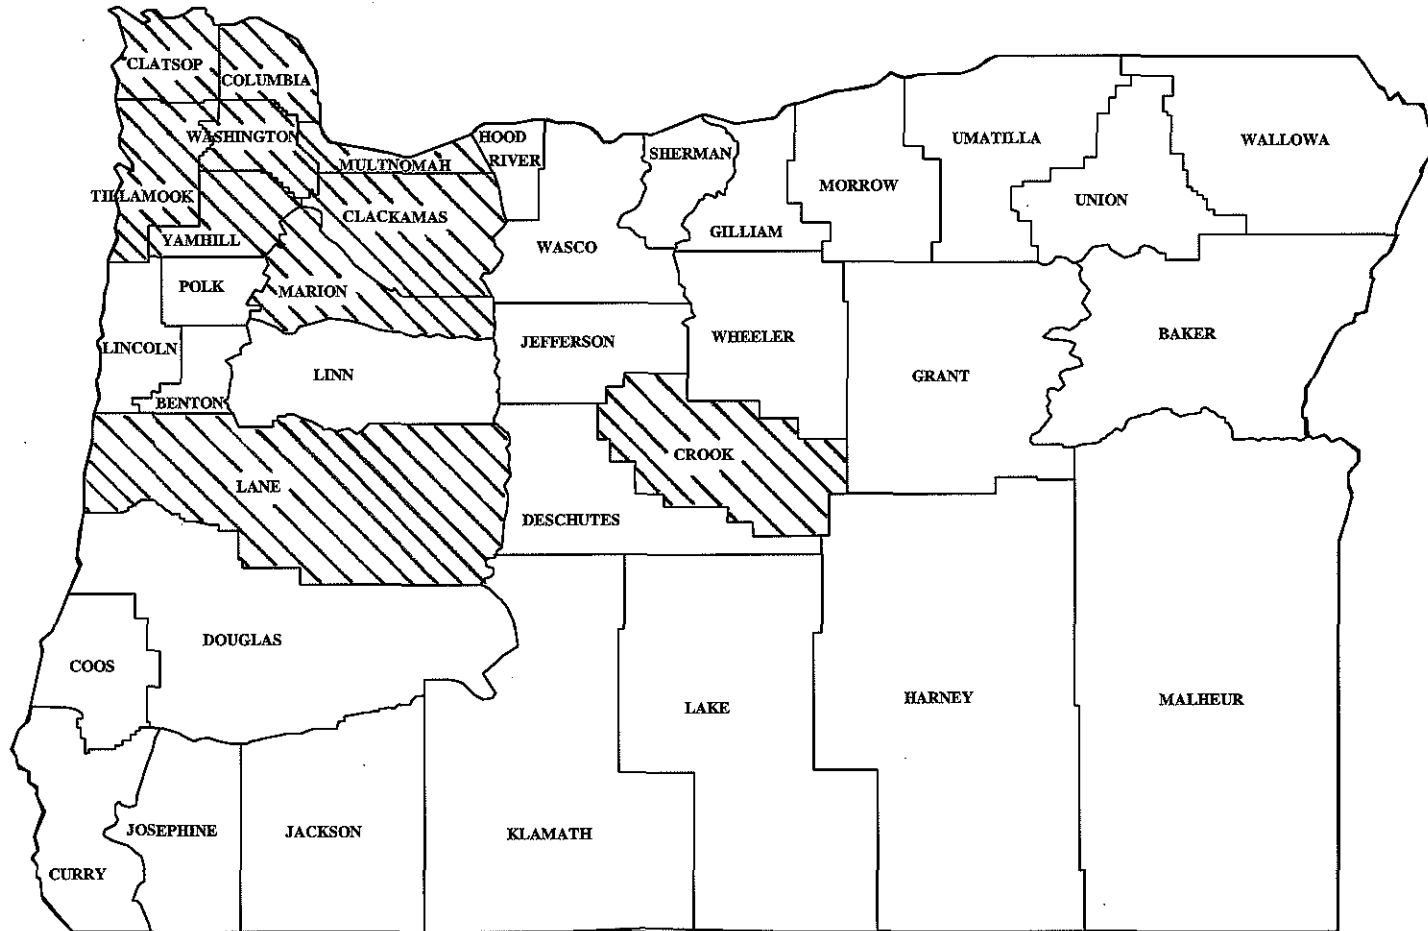 CLATSOP
COLUMBIA
WASHINGTON
HOOD
RIVER
MULTNOMAH
SHERMAN
UMATILLA
WALLOWA
MORROW
UNION
TILLAMOOK
CLACKAMAS
YAMHILL
GILLIAM
WASCO
POLK
MARION
LINCOLN
JEFFERSON
WHEELER
BAKER
LINN
GRANT
BENTON
CROOK
LANE
DESCHUTES
DOUGLAS
COOS
HARNEY
MALHEUR
LAKE
JOSEPHINE
JACKSON
KLAMATH
CURRY